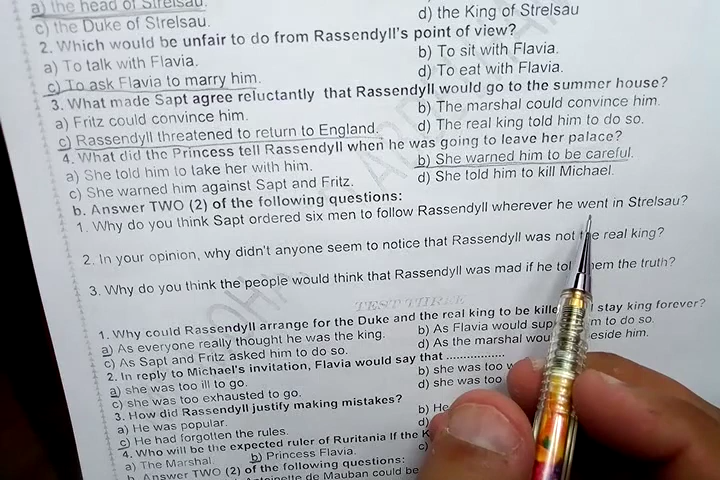 a) the head of Strelsau.
c) the Duke of Strelsau.
d) the King of Strelsau
2. Which would be unfair to do from Rassendyll's point of view?
a) To talk with Flavia.
b) To sit with Flavia.
c) To ask Flavia to marry him.
d) To eat with Flavia.
3. What made Sapt agree reluctantly that Rassendyll would go to the summer house?
a) Fritz could convince him.
b) The marshal could convince him.
c) Rassendyll threatened to return to England.
d) The real king told him to do so.
4. What did the Princess tell Rassendyll when he was going to leave her palace?
a) She told him to take her with him.
b) She warned him to be careful.
c) She warned him against Sapt and Fritz.
d) She told him to kill Michael.
b. Answer TWO (2) of the following questions:
1. Why do you think Sapt ordered six men to follow Rassendyll wherever he went in Strelsau?
2. In your opinion, why didn't anyone seem to notice that Rassendyll was not the real king?
3. Why do you think the people would think that Rassendyll was mad if he them the truth?
TEST THREE
1. Why could Rassendyll arrange for the Duke and the real king to be stay king forever?
a) As everyone really thought he was the king.
b) As Flavia would to do so.
c) As Sapt and Fritz asked him to do so.
d) As the marshal him.
2. In reply to Michael's invitation, Flavia would say that ..................
a) she was too ill to go.
b) she was too
c) she was too exhausted to go.
d) she was too
3. How did Rassendyll justify making mistakes?
a) He was popular.
b) He
c) He had forgotten the rules.
d)
4. Who will be the expected ruler of Ruritania If the
a) The Marshal.
b) Princess Flavia.
c)
b. Answer TWO (2) of the following questions:
Antoinette de Mauban could be